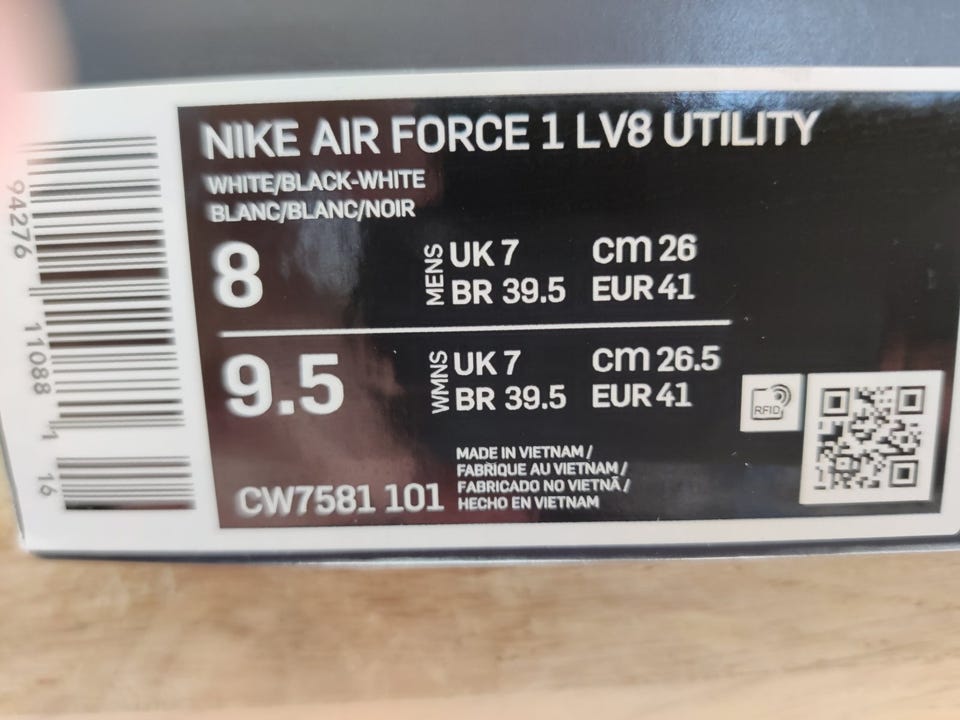 NIKE AIR FORCE 1 LV8 UTILITY
WHITE/BLACK-WHITE
BLANC/BLANC/NOIR
8
MENS
UK 7
cm 26
BR 39.5
EUR 41
9.5
WMNS
UK 7
cm 26.5
BR 39.5
EUR 41
CW7581 101
MADE IN VIETNAM /
FABRIQUE AU VIETNAM /
FABRICADO NO VIETNÃ /
HECHO EN VIETNAM
RFID
94276 11088 1
16